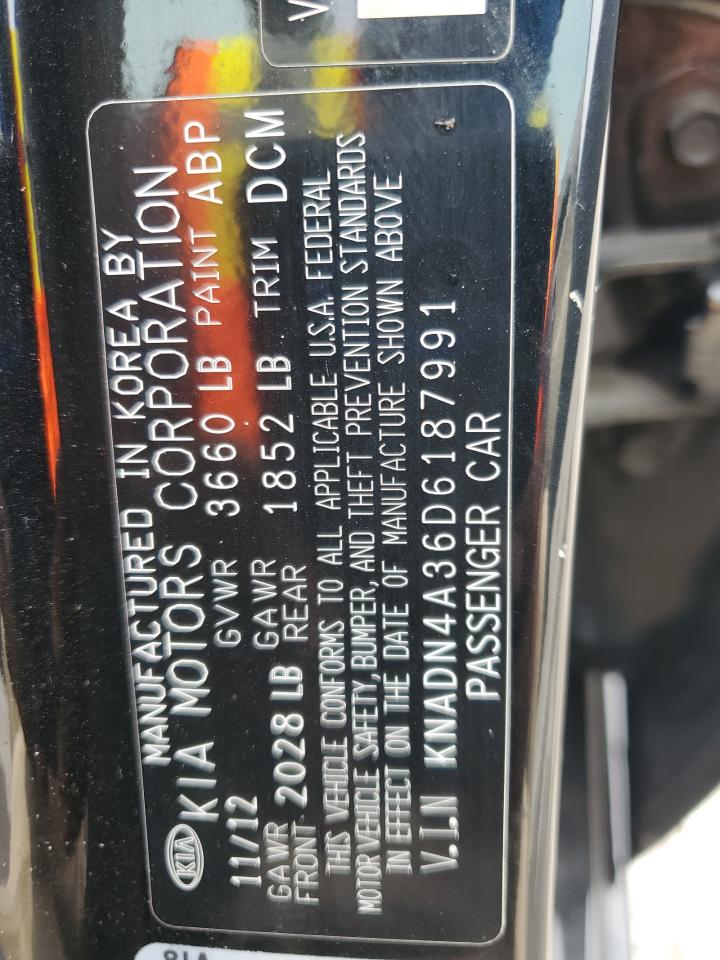 MANUFACTURED IN KOREA BY
KIA KIA MOTORS CORPORATION
11/12 GVWR 3660 LB PAINT ABP
GAWR FRONT 2028 LB GAWR REAR 1852 LB TRIM DCM
THIS VEHICLE CONFORMS TO ALL APPLICABLE U.S.A. FEDERAL
MOTOR VEHICLE SAFETY, BUMPER, AND THEFT PREVENTION STANDARDS
IN EFFECT ON THE DATE OF MANUFACTURE SHOWN ABOVE
V.I.N KNADN4A36D6187991
PASSENGER CAR
V